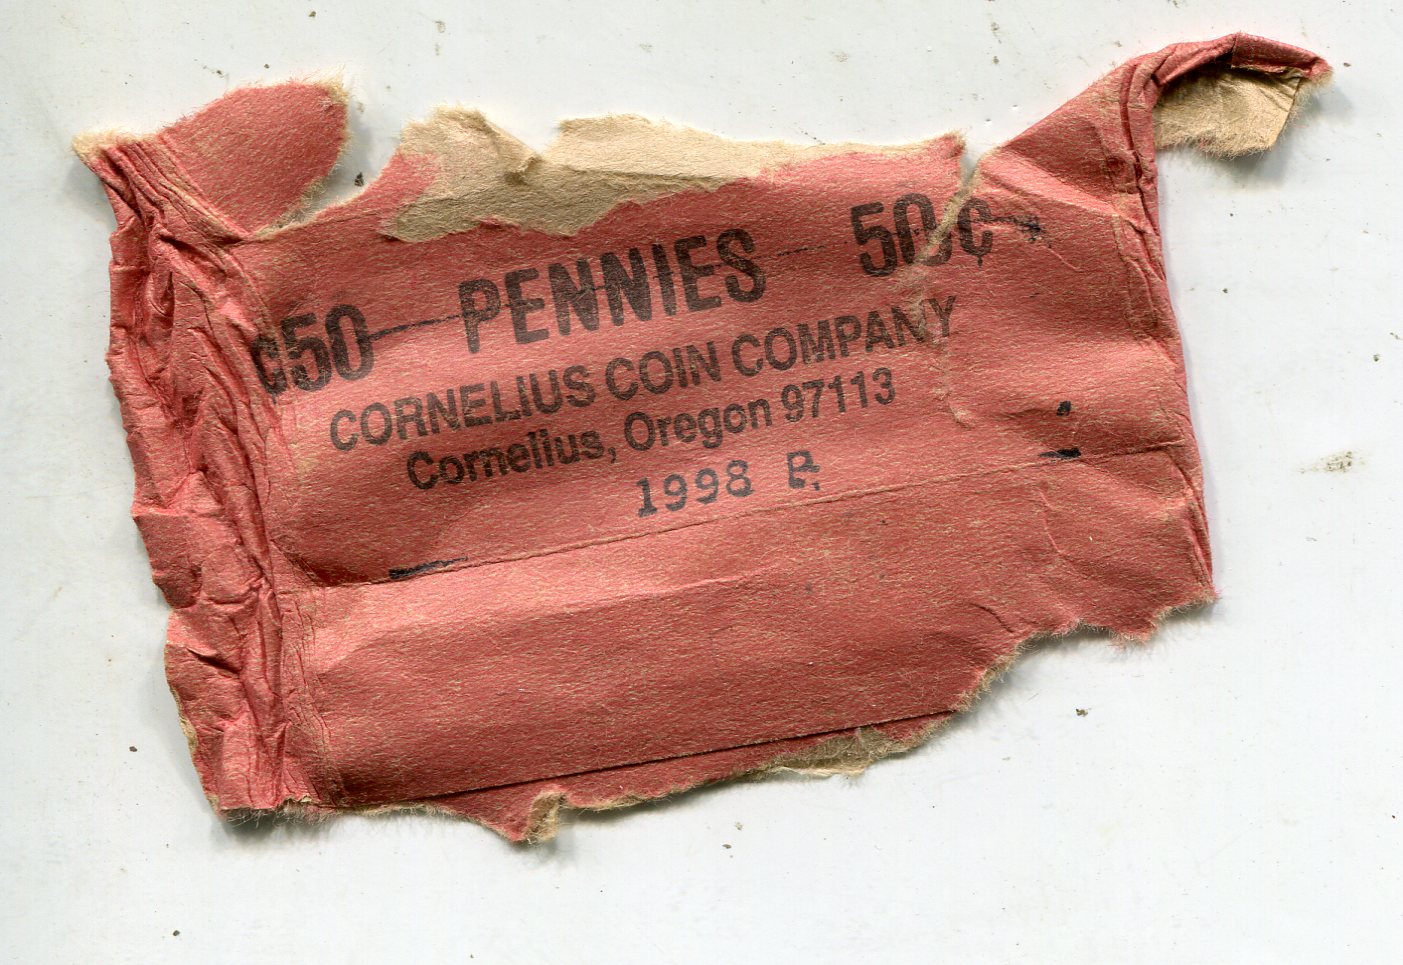 50 PENNIES 50¢
CORNELIUS COIN COMPANY
Cornelius, Oregon 97113
1998 P.